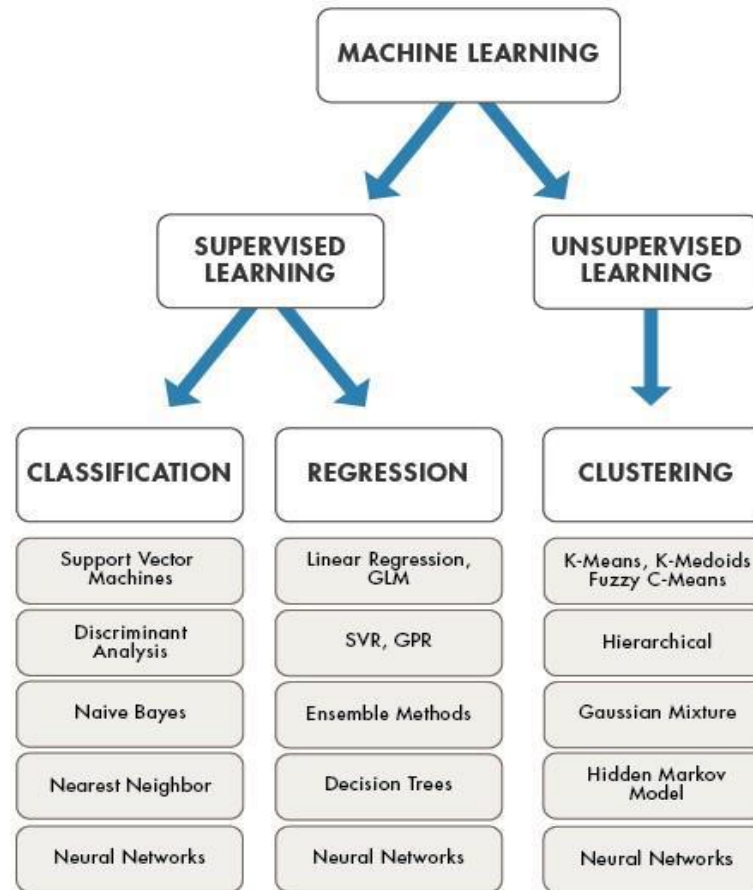 MACHINE LEARNING
SUPERVISED
LEARNING
UNSUPERVISED
LEARNING
CLASSIFICATION
REGRESSION
CLUSTERING
Support Vector
Machines
Linear Regression,
GLM
K-Means, K-Medoids
Fuzzy C-Means
Discriminant
Analysis
SVR, GPR
Hierarchical
Naive Bayes
Ensemble Methods
Gaussian Mixture
Nearest Neighbor
Decision Trees
Hidden Markov
Model
Neural Networks
Neural Networks
Neural Networks